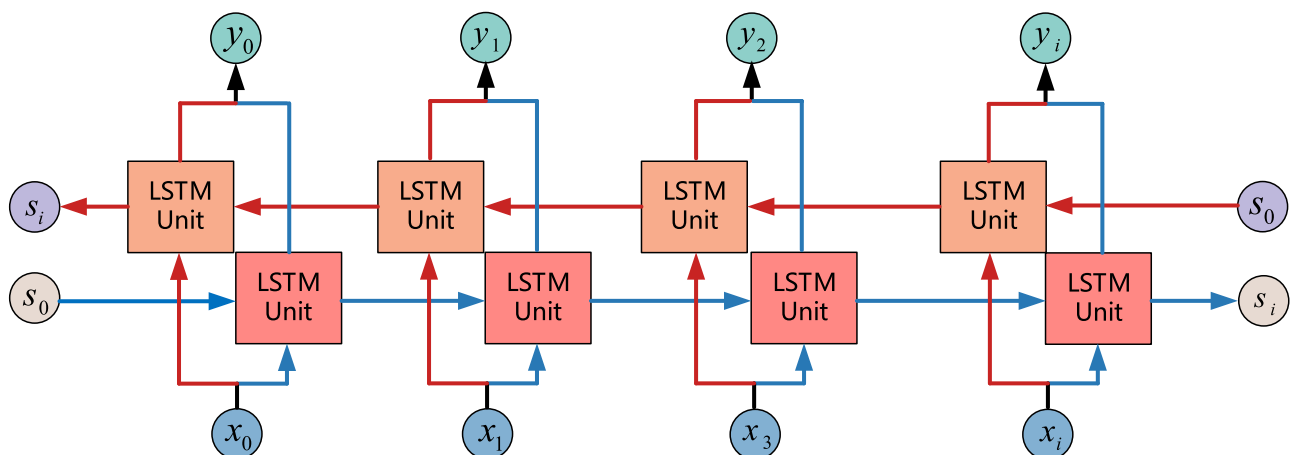 y0
y1
y2
yi
si
LSTM
Unit
LSTM
Unit
LSTM
Unit
LSTM
Unit
s0
s0
LSTM
Unit
LSTM
Unit
LSTM
Unit
LSTM
Unit
si
x0
x1
x3
xi